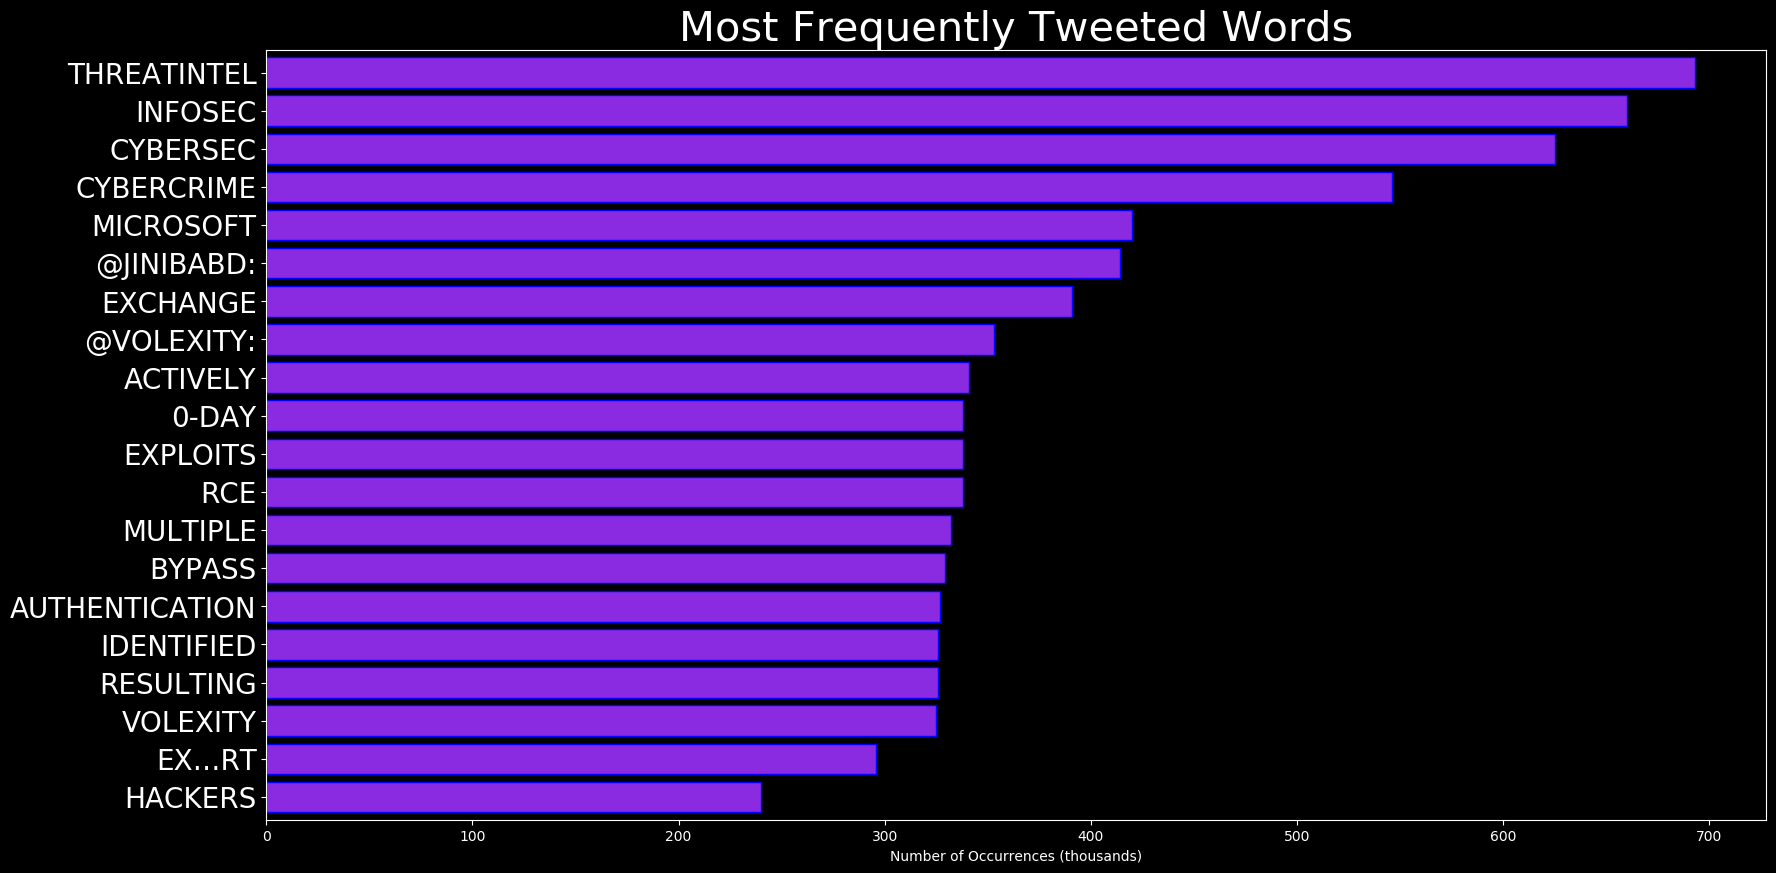 Most Frequently Tweeted Words
THREATINTEL
INFOSEC
CYBERSEC
CYBERCRIME
MICROSOFT
@JINIBABD:
EXCHANGE
@VOLEXITY:
ACTIVELY
0-DAY
EXPLOITS
RCE
MULTIPLE
BYPASS
AUTHENTICATION
IDENTIFIED
RESULTING
VOLEXITY
EX…RT
HACKERS
0 100 200 300 400 500 600 700
Number of Occurrences (thousands)